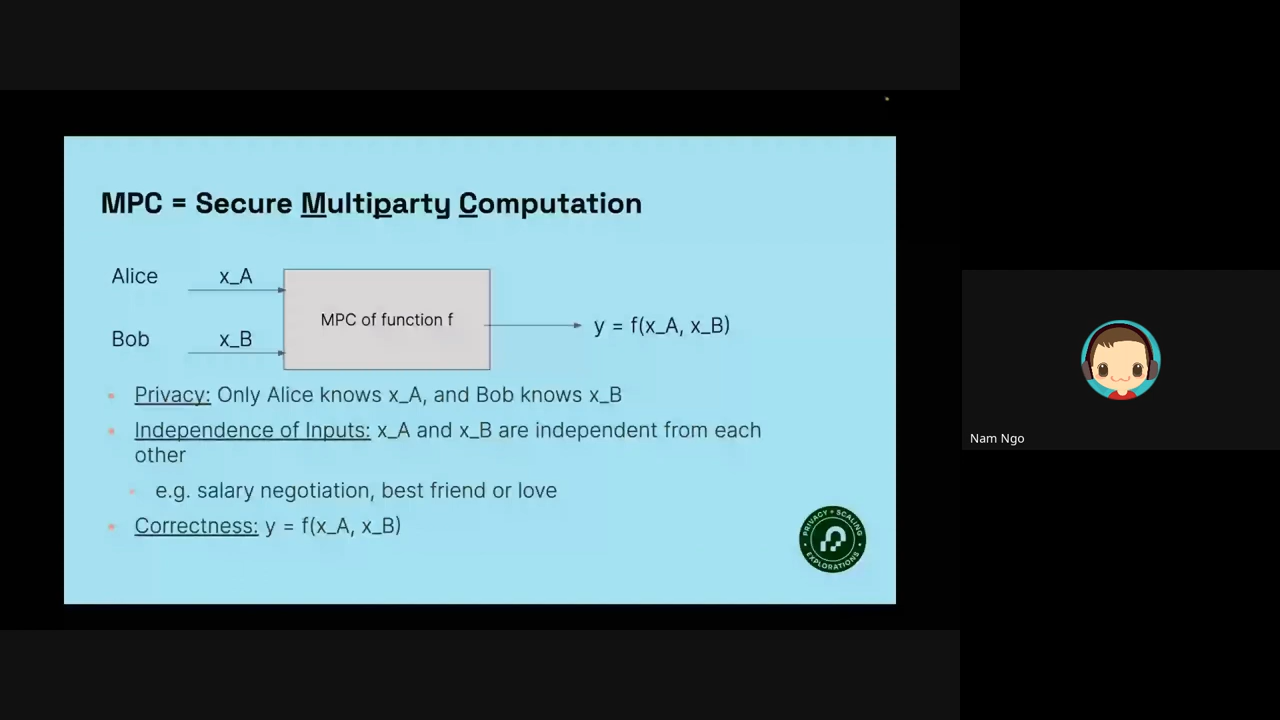 MPC = Secure Multiparty Computation
Alice
x_A
Bob
x_B
MPC of function f
y = f(x_A, x_B)
Privacy: Only Alice knows x_A, and Bob knows x_B
Independence of Inputs: x_A and x_B are independent from each
other
e.g. salary negotiation, best friend or love
Correctness: y = f(x_A, x_B)
PRIVACY + SCALING
EXPLORATIONS
Nam Ngo